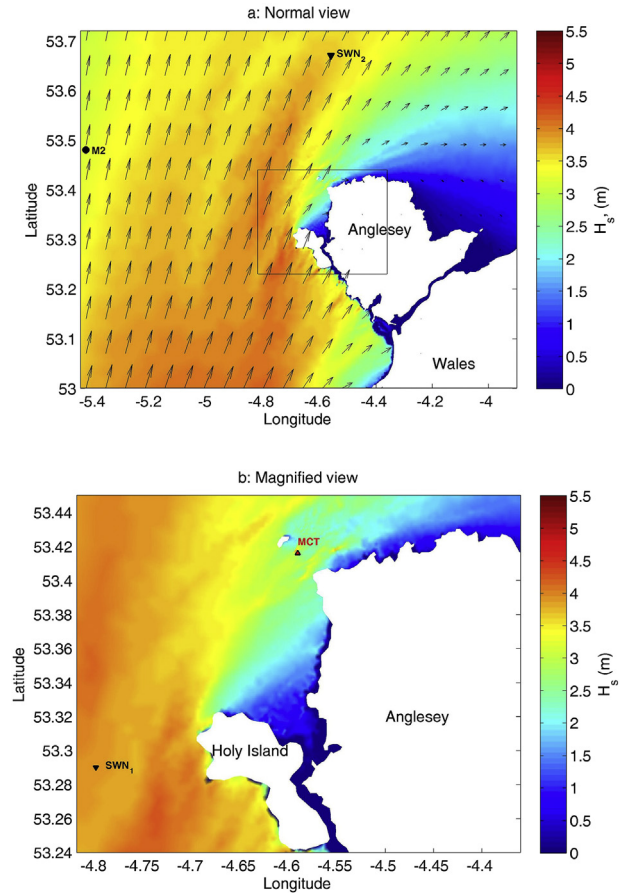 a: Normal view
53.7
53.6
53.5
53.4
53.3
53.2
53.1
53
Latitude
SWN2
M2
Anglesey
Wales
-5.4 -5.2 -5 -4.8 -4.6 -4.4 -4.2 -4
Longitude
5.5
5
4.5
4
3.5
3
2.5
2
1.5
1
0.5
0
Hs, (m)
b: Magnified view
53.44
53.42
53.4
53.38
53.36
53.34
53.32
53.3
53.28
53.26
53.24
Latitude
MCT
Anglesey
Holy Island
SWN1
-4.8 -4.75 -4.7 -4.65 -4.6 -4.55 -4.5 -4.45 -4.4
Longitude
5.5
5
4.5
4
3.5
3
2.5
2
1.5
1
0.5
0
Hs (m)